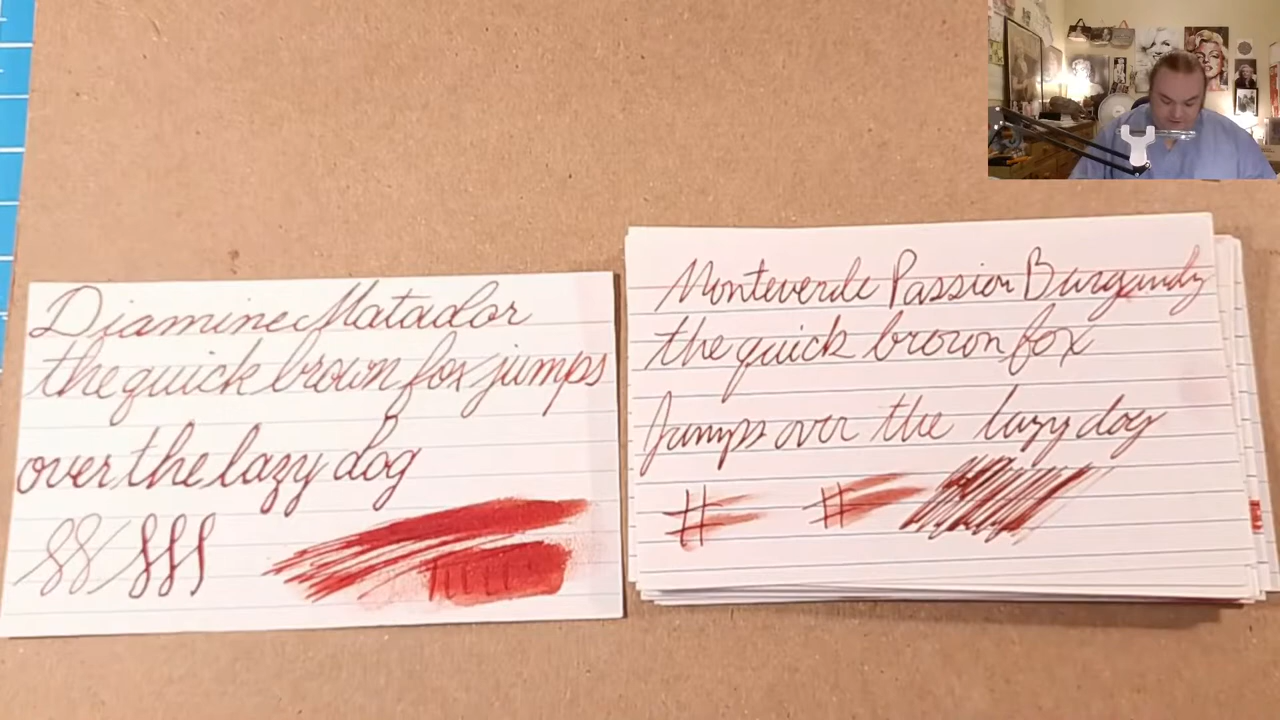 Diamine Matador
the quick brown fox jumps
over the lazy dog
Monteverde Passion Burgandy
the quick brown fox
Jumps over the lazy dog
# #